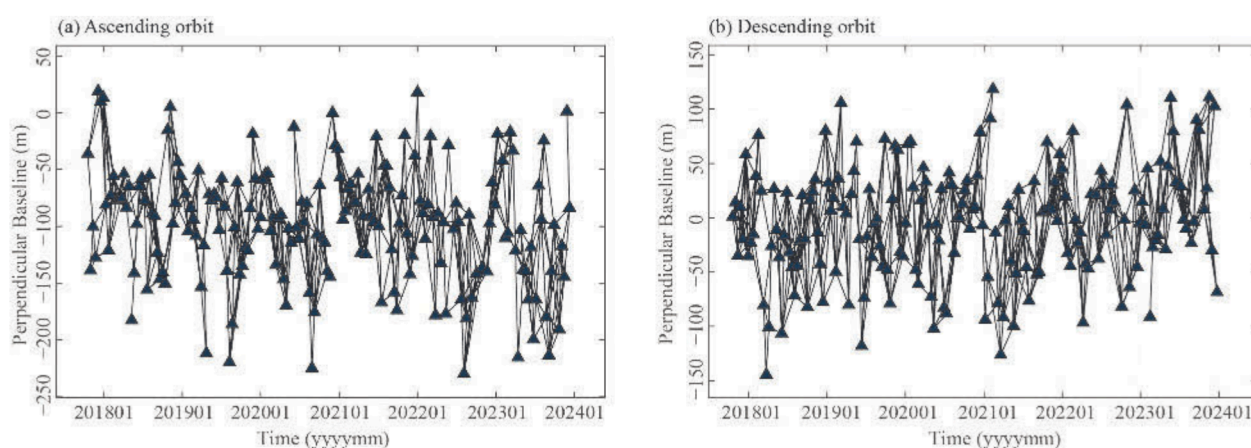 (a) Ascending orbit
Perpendicular Baseline (m)
50
0
−50
−100
−150
−200
−250
201801 201901 202001 202101 202201 202301 202401
Time (yyyymm)
(b) Descending orbit
Perpendicular Baseline (m)
150
100
50
0
−50
−100
−150
201801 201901 202001 202101 202201 202301 202401
Time (yyyymm)